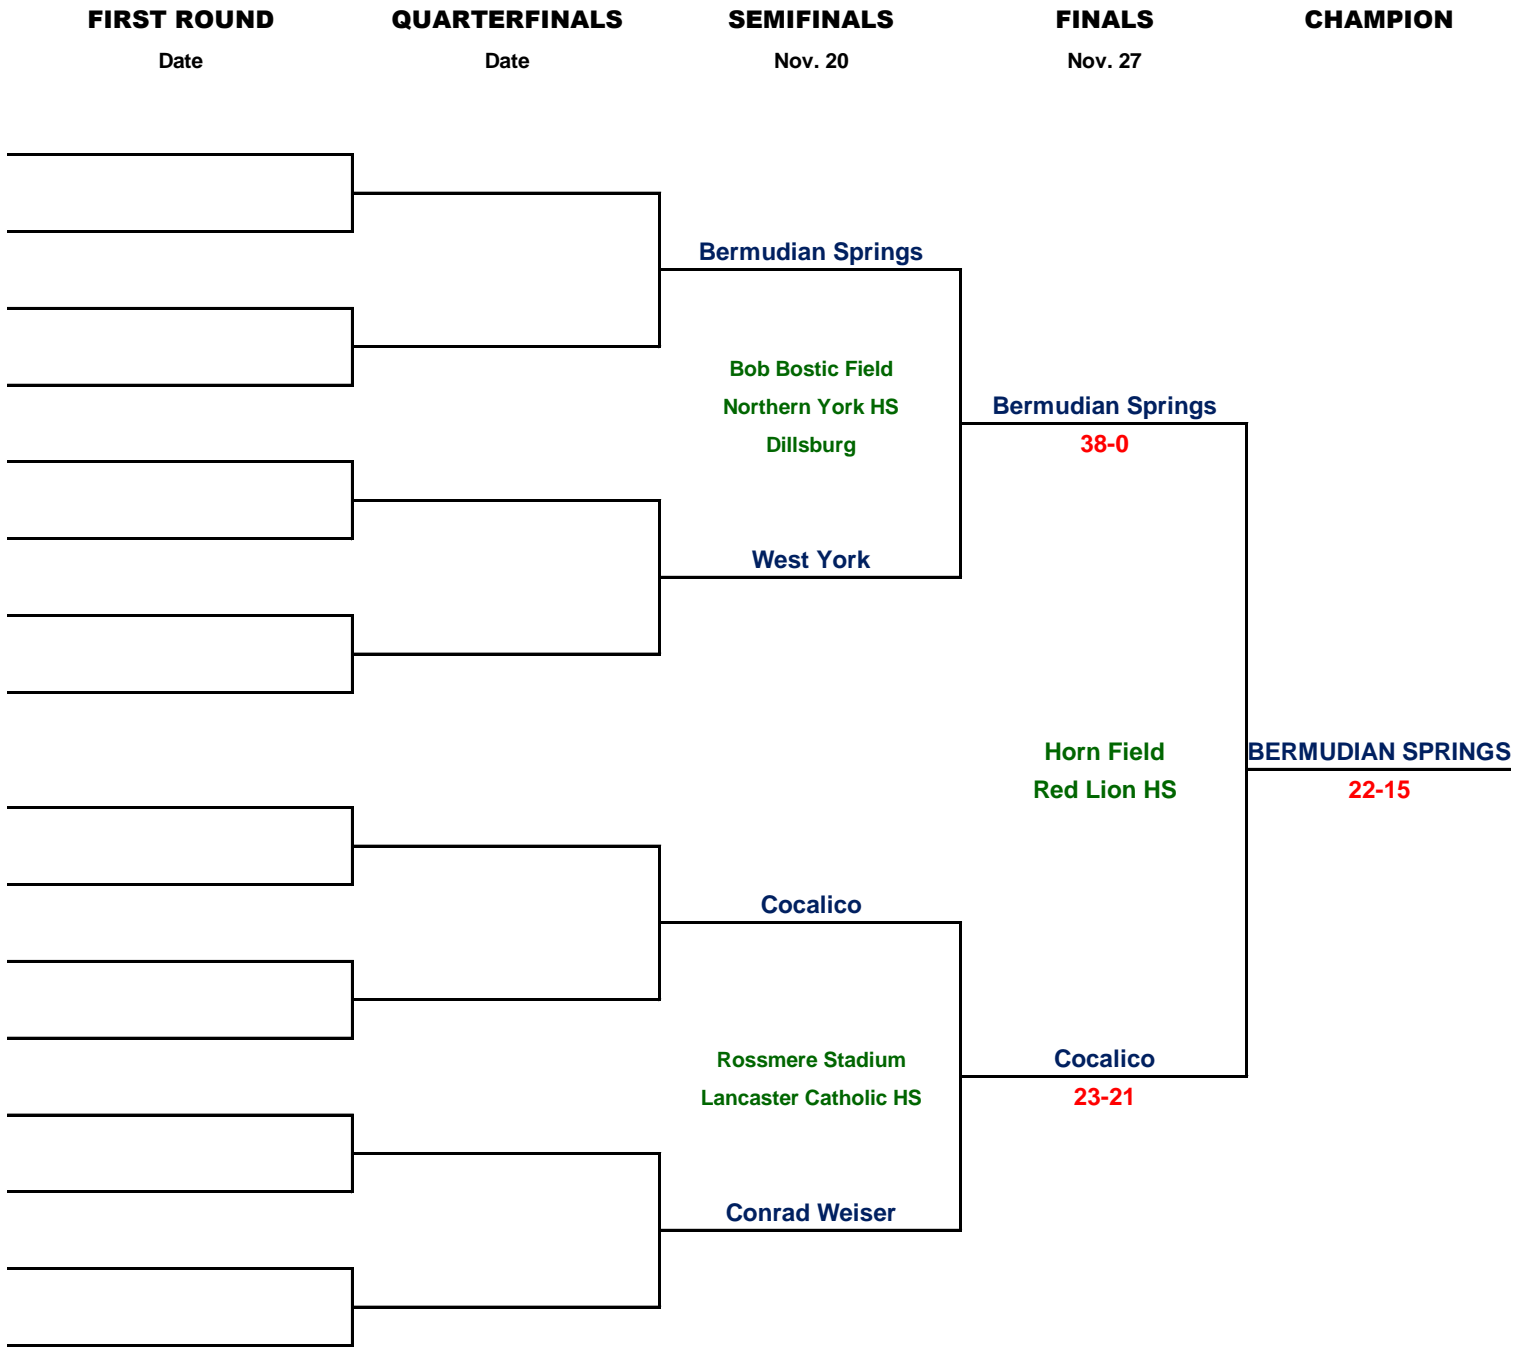 FIRST ROUND QUARTERFINALS SEMIFINALS FINALS CHAMPION
Date Date Nov. 20 Nov. 27
Bermudian Springs
Bob Bostic Field
Northern York HS
Dillsburg
West York
Bermudian Springs
38-0
Cocalico
Rossmere Stadium
Lancaster Catholic HS
Conrad Weiser
Cocalico
23-21
Horn Field
Red Lion HS
BERMUDIAN SPRINGS
22-15